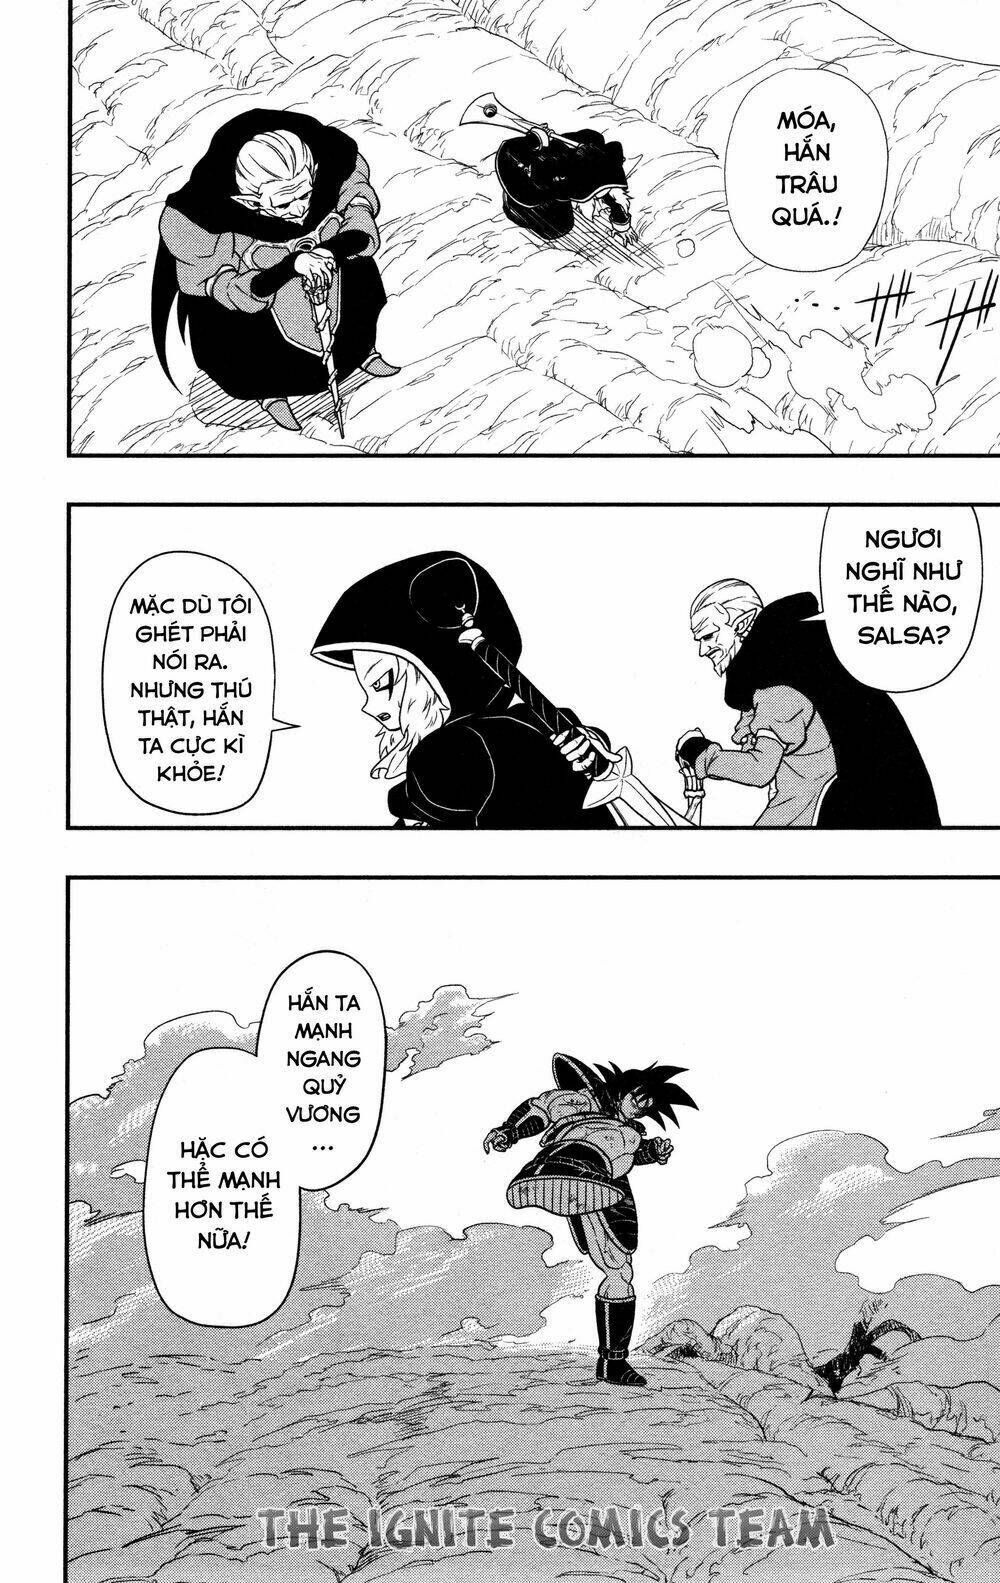 MÓA,
HẮN
TRÂU
QUÁ.!
NGƯƠI
NGHĨ NHƯ
THẾ NÀO,
SALSA?
MẶC DÙ TÔI
GHÉT PHẢI
NÓI RA.
NHƯNG THÚ
THẬT, HẮN
TA CỰC KÌ
KHỎE!
HẮN TA
MẠNH
NGANG
QUỶ
VƯƠNG
...
HẶC CÓ
THỂ MẠNH
HƠN THẾ
NỮA!
THE IGNITE COMICS TEAM